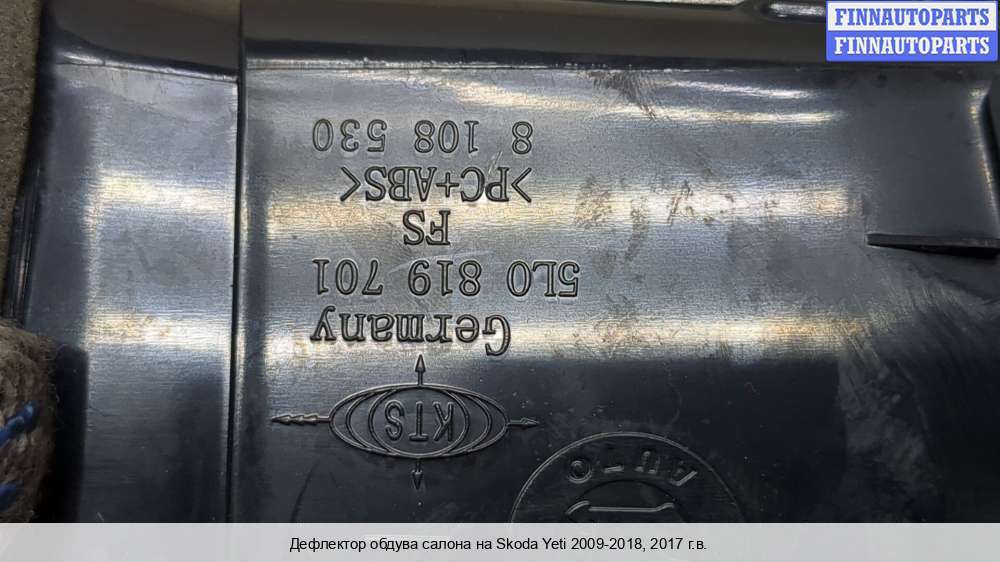 FINNAUTOPARTS
FINNAUTOPARTS
8 108 530
>PC+ABS<
FS
5L0 819 701
Germany
KTS
AUTO
Дефлектор обдува салона на Skoda Yeti 2009-2018, 2017 г.в.